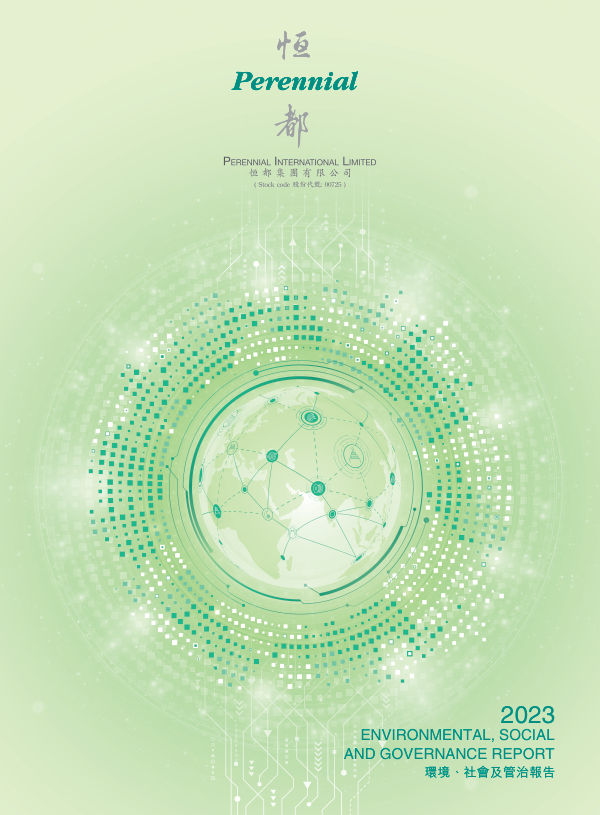 恒
Perennial
都
PERENNIAL INTERNATIONAL LIMITED
恒都集團有限公司
( Stock code 股份代號: 00725 )
2023
ENVIRONMENTAL, SOCIAL
AND GOVERNANCE REPORT
環境、社會及管治報告